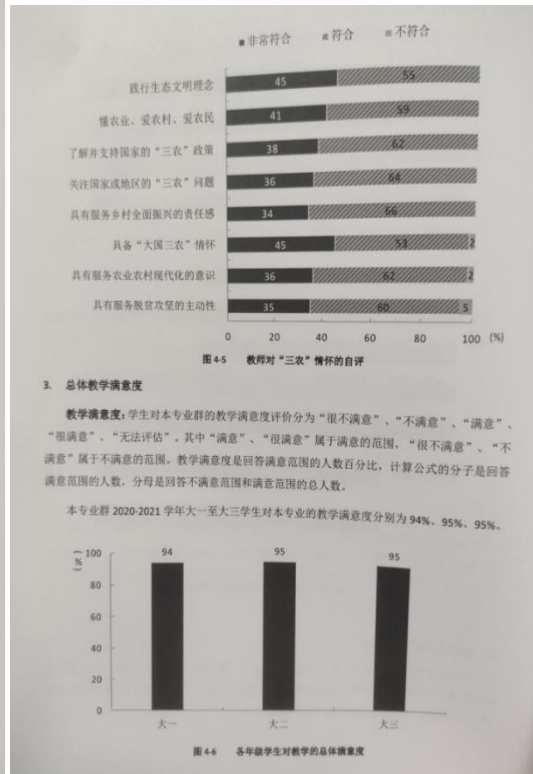 ■非常符合 ■符合 ■不符合
践行生态文明理念 45 55
懂农业、爱农村、爱农民 41 59
了解并支持国家的“三农”政策 38 62
关注国家或地区的“三农”问题 36 64
具有服务乡村全面振兴的责任感 34 66
具备“大国三农”情怀 45 53 2
具有服务农业农村现代化的意识 36 62 2
具有服务脱贫攻坚的主动性 35 60 5
0 20 40 60 80 100 (%)
图 4-5 教师对“三农”情怀的自评
3. 总体教学满意度
教学满意度:学生对本专业群的教学满意度评价分为“很不满意”、“不满意”、“满意”、
“很满意”、“无法评估”。其中“满意”、“很满意”属于满意的范围,“很不满意”、“不
满意”属于不满意的范围。教学满意度是回答满意范围的人数百分比,计算公式的分子是回答
满意范围的人数,分母是回答不满意范围和满意范围的总人数。
本专业群 2020-2021 学年大一至大三学生对本专业的教学满意度分别为 94%、95%、95%。
(%)
100
80
60
40
20
0
94 95 95
大一 大二 大三
图 4-6 各年级学生对教学的总体满意度